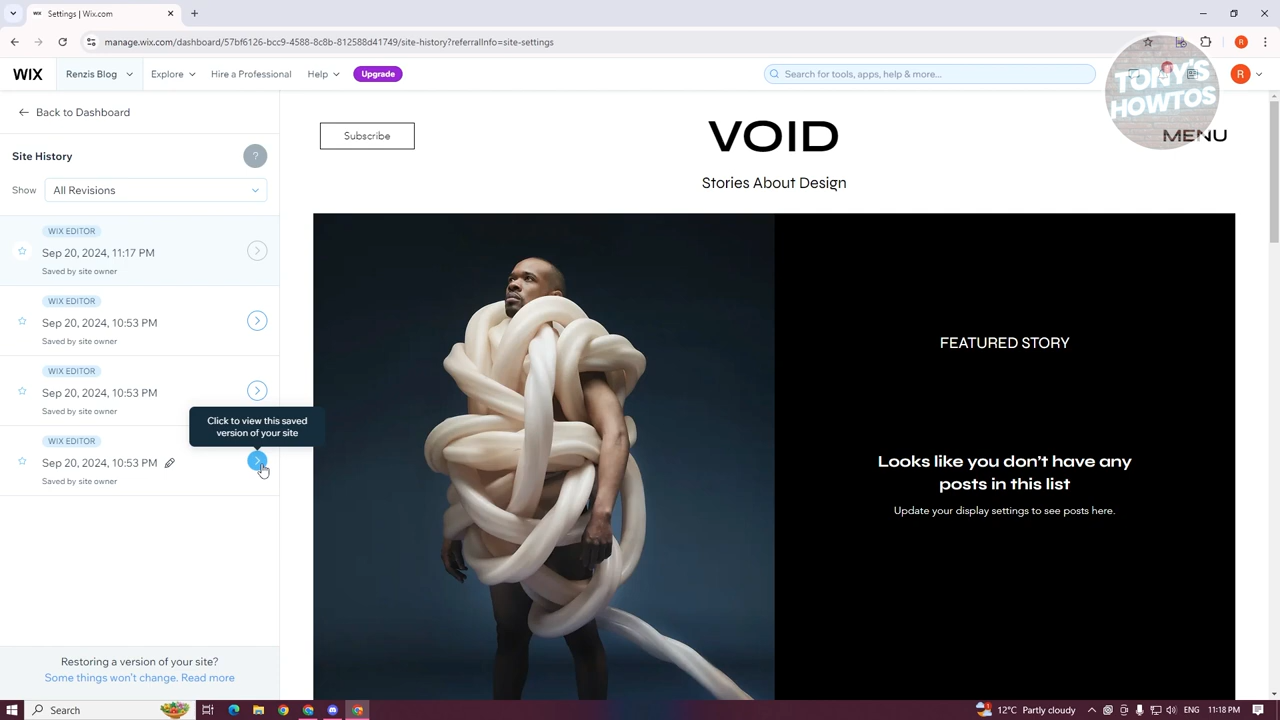 Settings | Wix.com
manage.wix.com/dashboard/57bf6126-bcc9-4588-8c8b-812588d41749/site-history?referralInfo=site-settings
R
WIX
Renzis Blog
Explore
Hire a Professional
Help
Upgrade
Search for tools, apps, help & more...
R
TONY'S
HOWTOS
Back to Dashboard
Site History
?
Show
All Revisions
WIX EDITOR
Sep 20, 2024, 11:17 PM
Saved by site owner
WIX EDITOR
Sep 20, 2024, 10:53 PM
Saved by site owner
WIX EDITOR
Sep 20, 2024, 10:53 PM
Saved by site owner
Click to view this saved
version of your site
WIX EDITOR
Sep 20, 2024, 10:53 PM
Saved by site owner
Restoring a version of your site?
Some things won't change. Read more
Subscribe
VOID
MENU
Stories About Design
FEATURED STORY
Looks like you don't have any
posts in this list
Update your display settings to see posts here.
Search
12°C Partly cloudy
ENG
11:18 PM